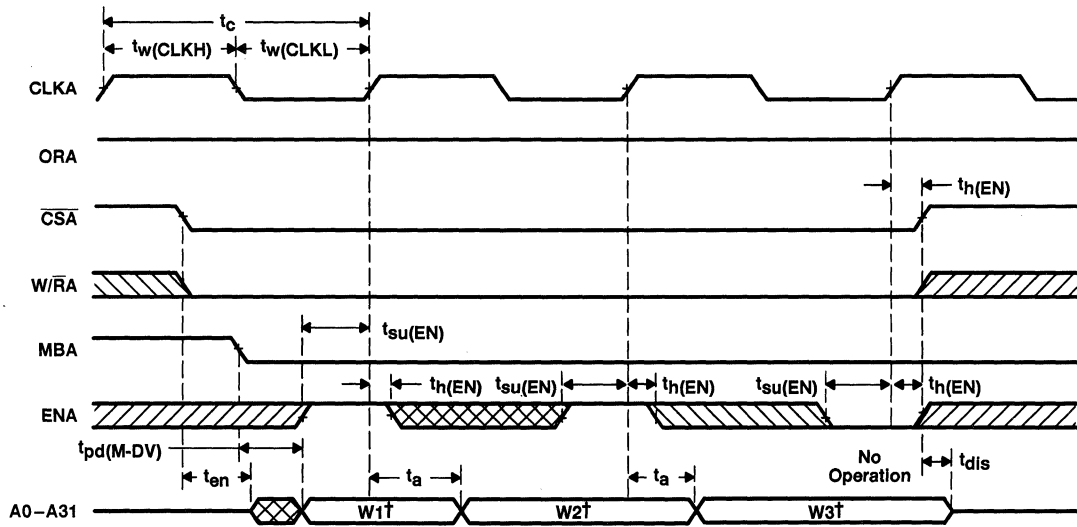 tc
tw(CLKH)
tw(CLKL)
CLKA
ORA
th(EN)
CSA
W/RA
tsu(EN)
MBA
th(EN)
tsu(EN)
th(EN)
tsu(EN)
th(EN)
ENA
tpd(M-DV)
No
Operation
tdis
ten
ta
ta
A0–A31
W1†
W2†
W3†